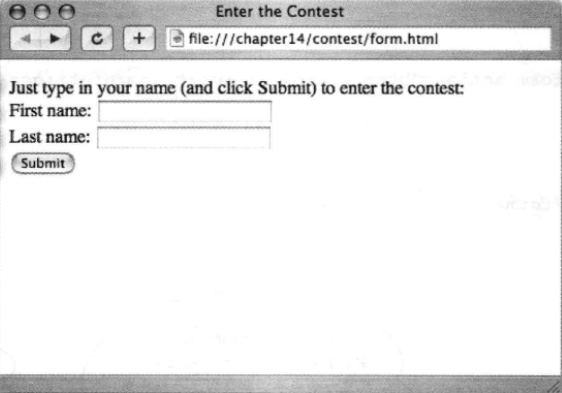 Enter the Contest
file:///chapter14/contest/form.html
Just type in your name (and click Submit) to enter the contest:
First name:
Last name:
Submit